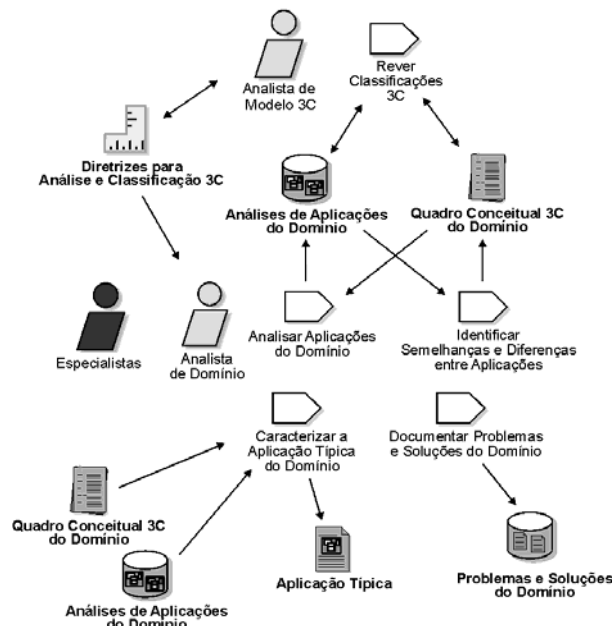 Analista de
Modelo 3C
Rever
Classificações
3C
Diretrizes para
Análise e Classificação 3C
Análises de Aplicações
do Domínio
Quadro Conceitual 3C
do Domínio
Especialistas
Analista
de Domínio
Analisar Aplicações
do Domínio
Identificar
Semelhanças e Diferenças
entre Aplicações
Caracterizar a
Aplicação Típica
do Domínio
Documentar Problemas
e Soluções do Domínio
Quadro Conceitual 3C
do Domínio
Análises de Aplicações
do Domínio
Aplicação Típica
Problemas e Soluções
do Domínio